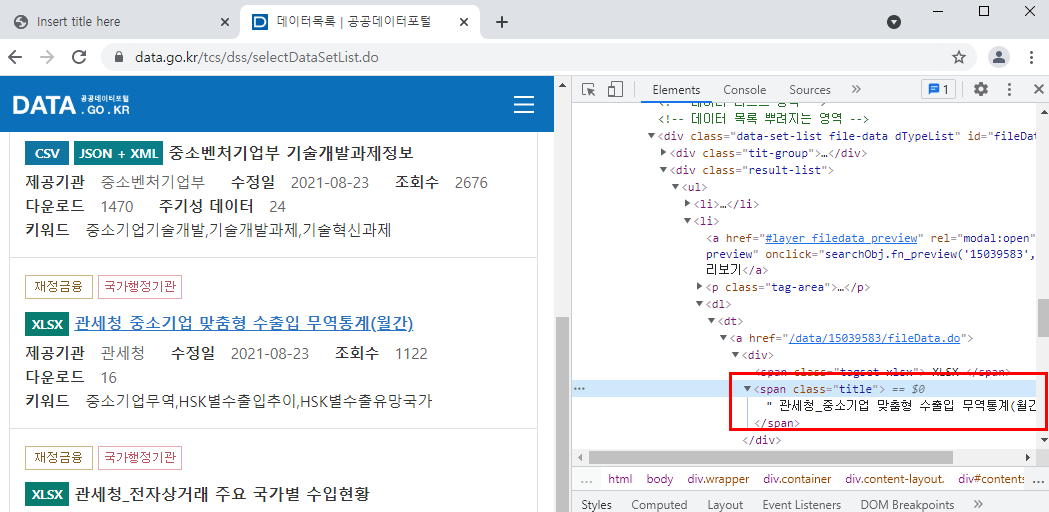 Insert title here
데이터목록 | 공공데이터포털
data.go.kr/tcs/dss/selectDataSetList.do
DATA 공공데이터포털
.GO.KR
CSV JSON + XML 중소벤처기업부 기술개발과제정보
제공기관 중소벤처기업부 수정일 2021-08-23 조회수 2676
다운로드 1470 주기성 데이터 24
키워드 중소기업기술개발,기술개발과제,기술혁신과제
재정금융 국가행정기관
XLSX 관세청_중소기업 맞춤형 수출입 무역통계(월간)
제공기관 관세청 수정일 2021-08-23 조회수 1122
다운로드 16
키워드 중소기업무역,HSK별수출입추이,HSK별수출유망국가
재정금융 국가행정기관
XLSX 관세청_전자상거래 주요 국가별 수입현황
Elements Console Sources » 1
<!-- 데이터 목록 뿌려지는 영역 -->
<div class="data-set-list file-data dTypeList" id="fileDa
<div class="tit-group">…</div>
<div class="result-list">
<ul>
<li>…</li>
<li>
<a href="#layer_filedata_preview" rel="modal:open"
preview" onclick="searchObj.fn_preview('15039583',
리보기</a>
<p class="tag-area">…</p>
<dl>
<dt>
<a href="/data/15039583/fileData.do">
<div>
<span class="tagset xlsx"> XLSX </span>
… <span class="title"> == $0
" 관세청_중소기업 맞춤형 수출입 무역통계(월간
</span>
</div>
… html body div.wrapper div.container div.content-layout. div#contents …
Styles Computed Layout Event Listeners DOM Breakpoints »